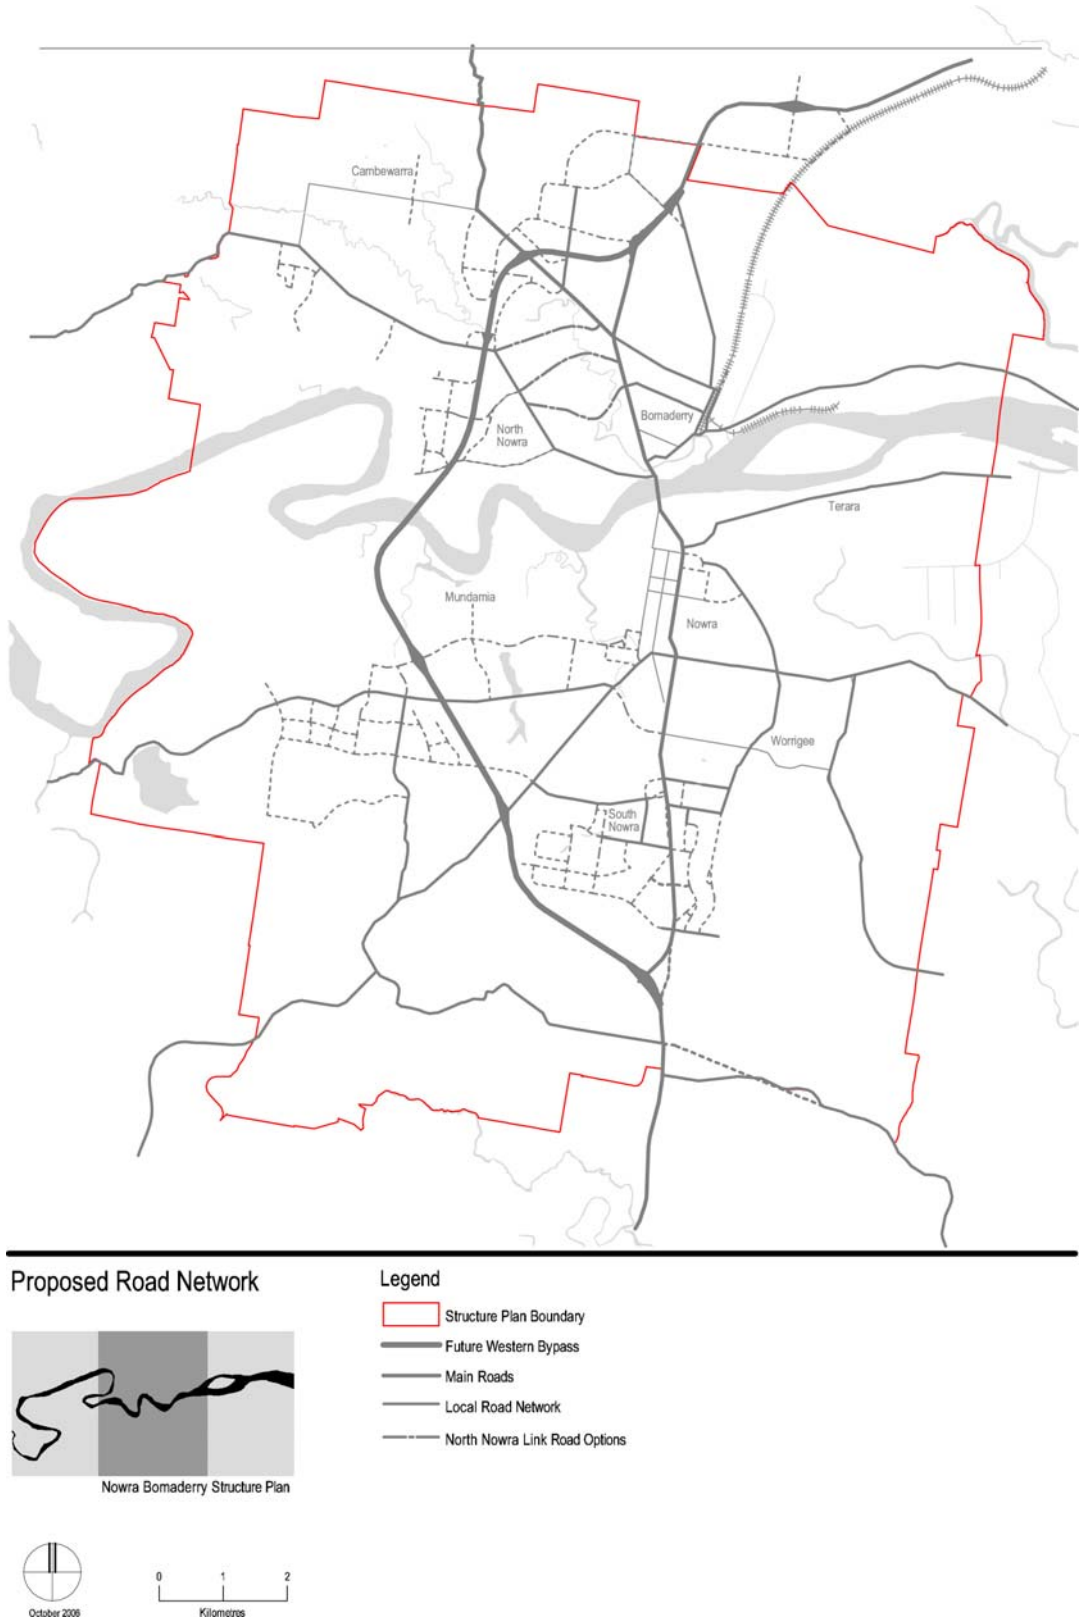 Cambewarra
Bomaderry
North
Nowra
Terara
Mundamia
Nowra
Worrigee
South
Nowra
Proposed Road Network
Legend
Structure Plan Boundary
Future Western Bypass
Main Roads
Local Road Network
North Nowra Link Road Options
Nowra Bomaderry Structure Plan
0 1 2
Kilometres
October 2006